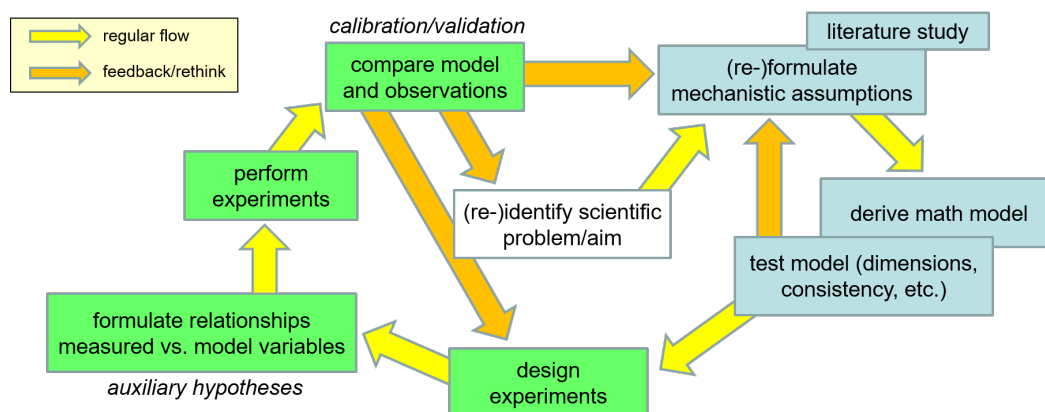 regular flow
feedback/rethink
calibration/validation
compare model
and observations
literature study
(re-)formulate
mechanistic assumptions
perform
experiments
(re-)identify scientific
problem/aim
derive math model
test model (dimensions,
consistency, etc.)
formulate relationships
measured vs. model variables
auxiliary hypotheses
design
experiments